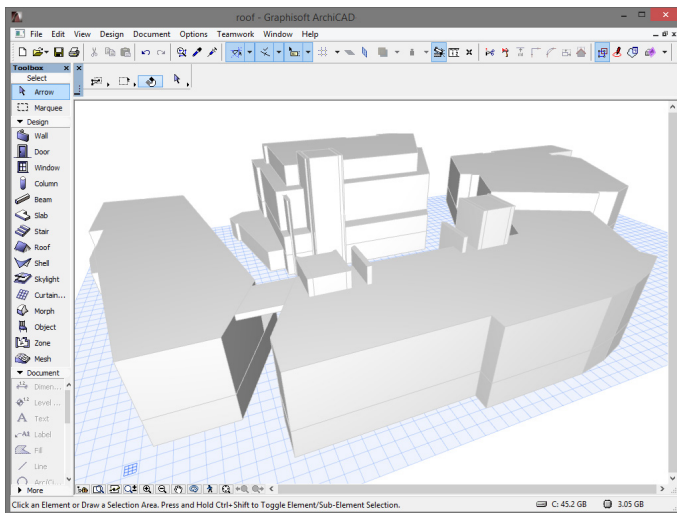 roof - Graphisoft ArchiCAD
File Edit View Design Document Options Teamwork Window Help
Toolbox
Select
Arrow
Marquee
Design
Wall
Door
Window
Column
Beam
Slab
Stair
Roof
Shell
Skylight
Curtain...
Morph
Object
Zone
Mesh
Document
Dimen...
Level ...
Text
Label
Fill
Line
Arc/Ci...
More
Click an Element or Draw a Selection Area. Press and Hold Ctrl+Shift to Toggle Element/Sub-Element Selection.
C: 45.2 GB
3.05 GB